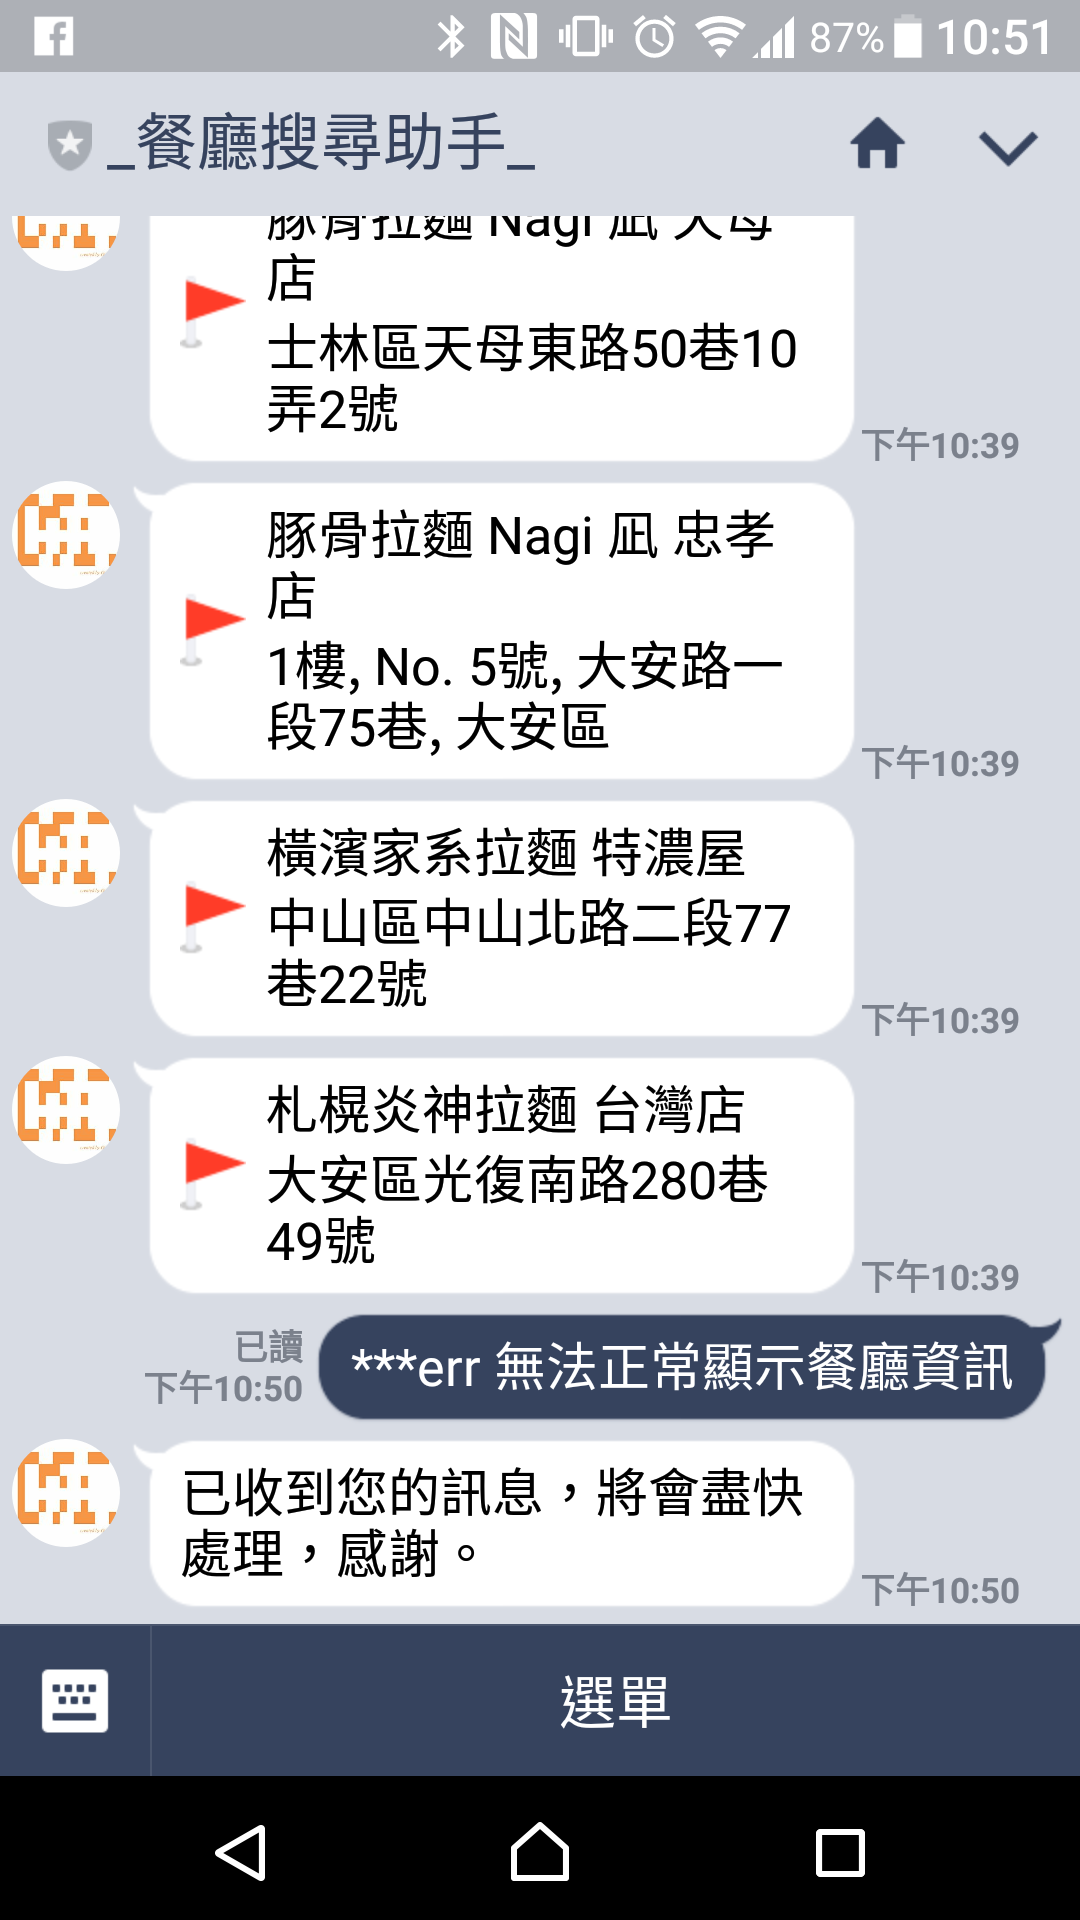 87% 10:51
_餐廳搜尋助手_
豚骨拉麵 Nagi 凪 天母
店
士林區天母東路50巷10
弄2號
下午10:39
豚骨拉麵 Nagi 凪 忠孝
店
1樓, No. 5號, 大安路一
段75巷, 大安區
下午10:39
橫濱家系拉麵 特濃屋
中山區中山北路二段77
巷22號
下午10:39
札榥炎神拉麵 台灣店
大安區光復南路280巷
49號
下午10:39
已讀
下午10:50
***err 無法正常顯示餐廳資訊
已收到您的訊息，將會盡快
處理，感謝。
下午10:50
選單